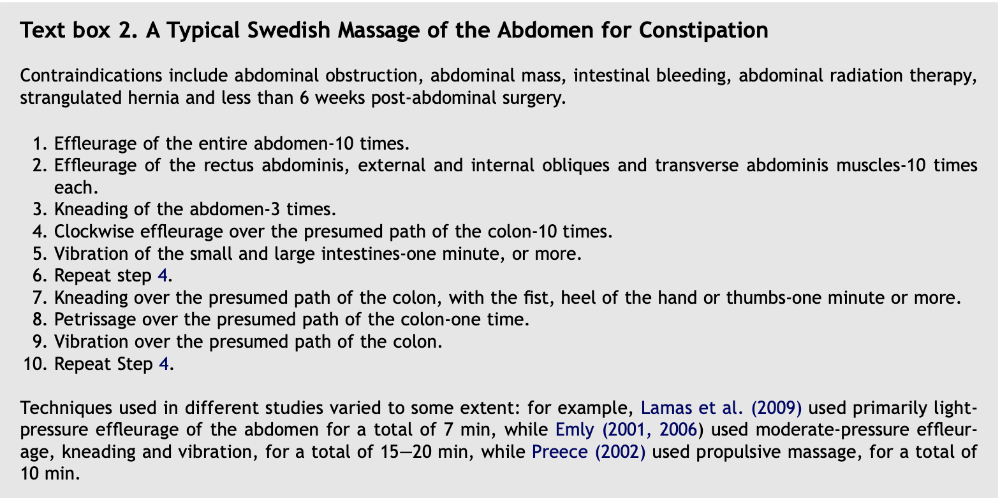 Text box 2. A Typical Swedish Massage of the Abdomen for Constipation
Contraindications include abdominal obstruction, abdominal mass, intestinal bleeding, abdominal radiation therapy,
strangulated hernia and less than 6 weeks post-abdominal surgery.
1. Effleurage of the entire abdomen-10 times.
2. Effleurage of the rectus abdominis, external and internal obliques and transverse abdominis muscles-10 times
each.
3. Kneading of the abdomen-3 times.
4. Clockwise effleurage over the presumed path of the colon-10 times.
5. Vibration of the small and large intestines-one minute, or more.
6. Repeat step 4.
7. Kneading over the presumed path of the colon, with the fist, heel of the hand or thumbs-one minute or more.
8. Petrissage over the presumed path of the colon-one time.
9. Vibration over the presumed path of the colon.
10. Repeat Step 4.
Techniques used in different studies varied to some extent: for example, Lamas et al. (2009) used primarily light-
pressure effleurage of the abdomen for a total of 7 min, while Emly (2001, 2006) used moderate-pressure effleur-
age, kneading and vibration, for a total of 15—20 min, while Preece (2002) used propulsive massage, for a total of
10 min.